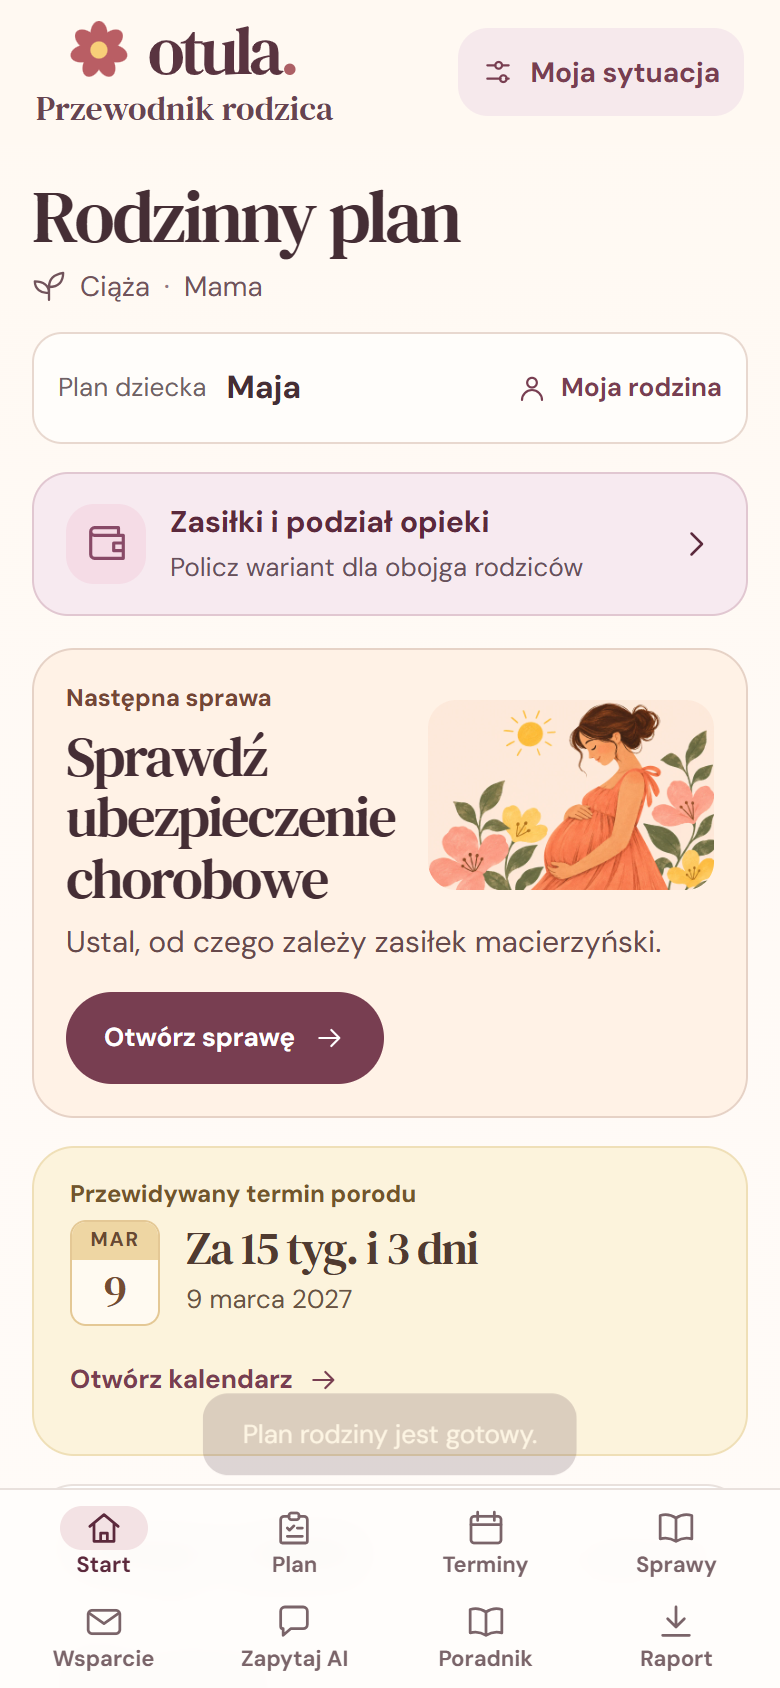 otula.
Przewodnik rodzica
Moja sytuacja
Rodzinny plan
Ciąża · Mama
Plan dziecka Maja
Moja rodzina
Zasiłki i podział opieki
Policz wariant dla obojga rodziców
Następna sprawa
Sprawdź
ubezpieczenie
chorobowe
Ustal, od czego zależy zasiłek macierzyński.
Otwórz sprawę →
Przewidywany termin porodu
MAR
9
Za 15 tyg. i 3 dni
9 marca 2027
Otwórz kalendarz →
Plan rodziny jest gotowy.
Start
Plan
Terminy
Sprawy
Wsparcie
Zapytaj AI
Poradnik
Raport